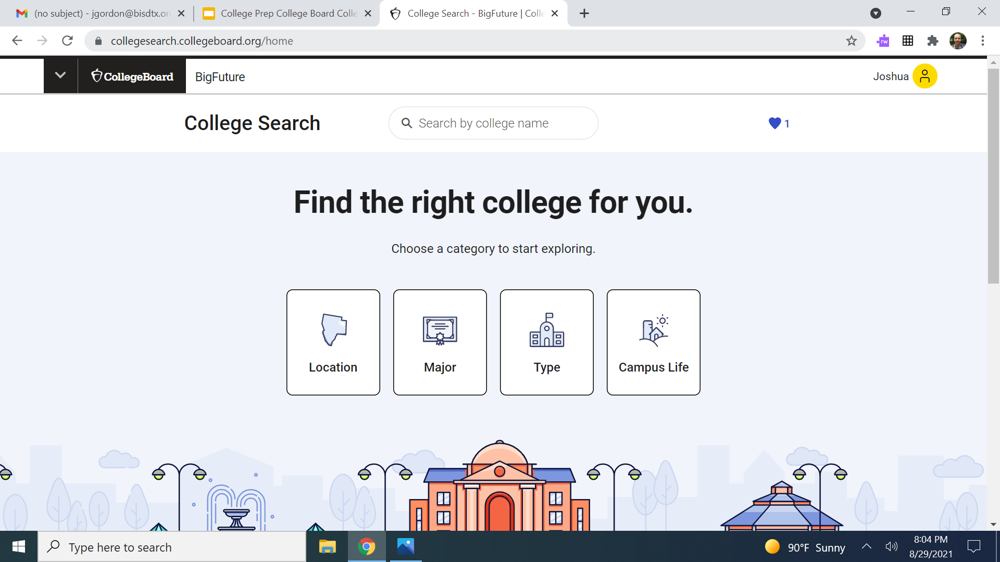 (no subject) - jgordon@bisdtx.or
College Prep College Board Colle
College Search - BigFuture | Colle
collegesearch.collegeboard.org/home
rw
CollegeBoard
BigFuture
Joshua
College Search
Search by college name
1
Find the right college for you.
Choose a category to start exploring.
Location
Major
Type
Campus Life
Type here to search
90°F Sunny
8:04 PM
8/29/2021